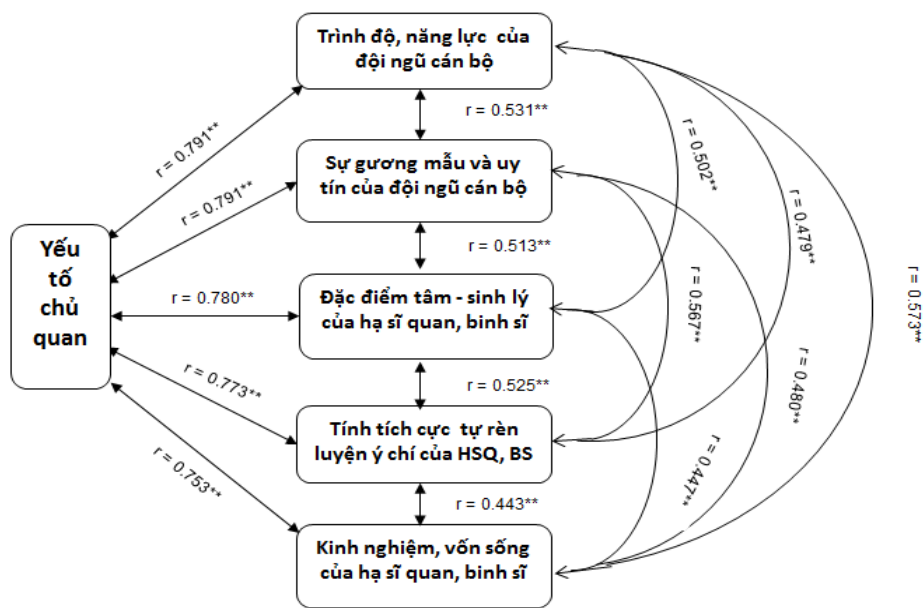 Trình độ, năng lực của
đội ngũ cán bộ
r = 0.531**
r = 0.791**
r = 0.502**
Sự gương mẫu và uy
tín của đội ngũ cán bộ
r = 0.791**
r = 0.479**
Yếu
tố
chủ
quan
r = 0.513**
r = 0.573**
r = 0.780**
Đặc điểm tâm - sinh lý
của hạ sĩ quan, binh sĩ
r = 0.567**
r = 0.773**
r = 0.525**
r = 0.480**
Tính tích cực tự rèn
luyện ý chí của HSQ, BS
r = 0.753**
r = 0.447**
r = 0.443**
Kinh nghiệm, vốn sống
của hạ sĩ quan, binh sĩ